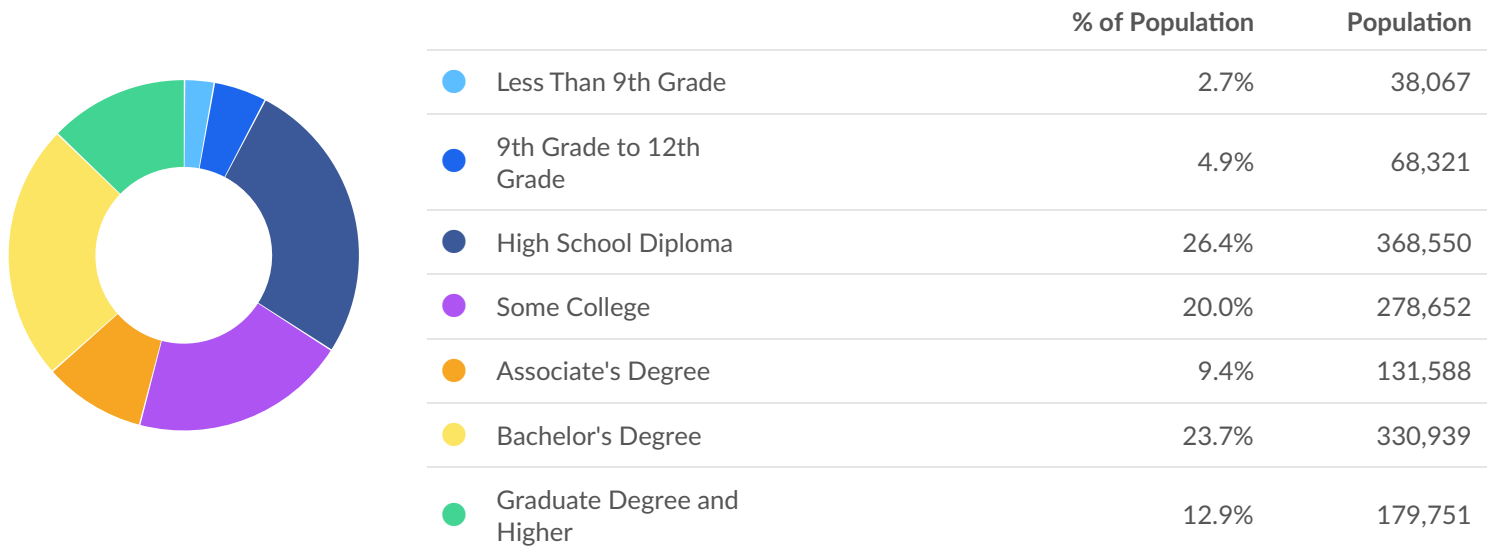 % of Population Population
Less Than 9th Grade 2.7% 38,067
9th Grade to 12th
Grade 4.9% 68,321
High School Diploma 26.4% 368,550
Some College 20.0% 278,652
Associate's Degree 9.4% 131,588
Bachelor's Degree 23.7% 330,939
Graduate Degree and
Higher 12.9% 179,751